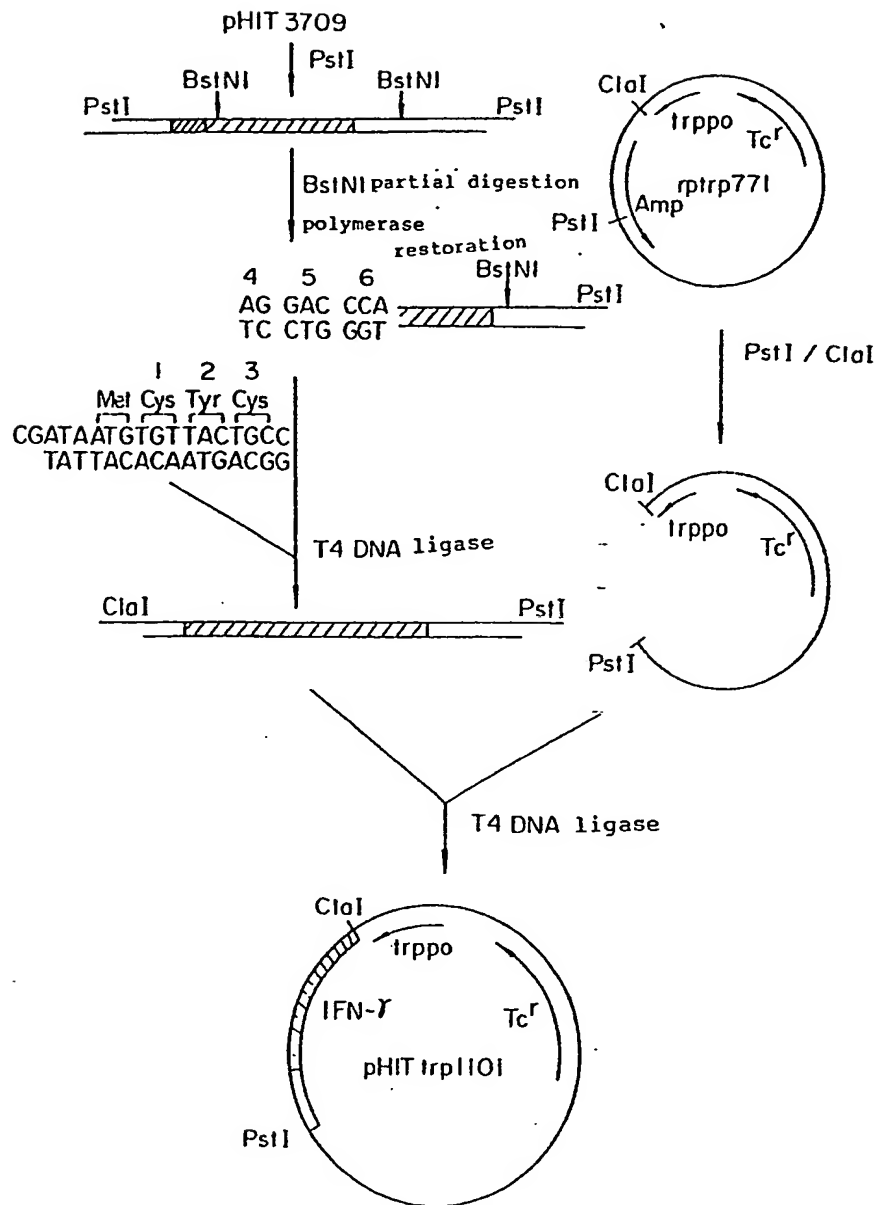 pHIT 3709
PstI
BstNI
BstNI
PstI
PstI
BstNI partial digestion
polymerase
restoration
ClaI
trppo
Tcr
rptrp771
Amp
PstI
4 5 6
AG GAC CCA
TC CTG GGT
BstNI
PstI
PstI / ClaI
1 2 3
Met Cys Tyr Cys
CGATAATGTGTTACTGCC
TATTACACAATGACGG
T4 DNA ligase
ClaI
PstI
ClaI
trppo
Tcr
PstI
T4 DNA ligase
ClaI
trppo
IFN-γ
Tcr
pHIT trp1101
PstI